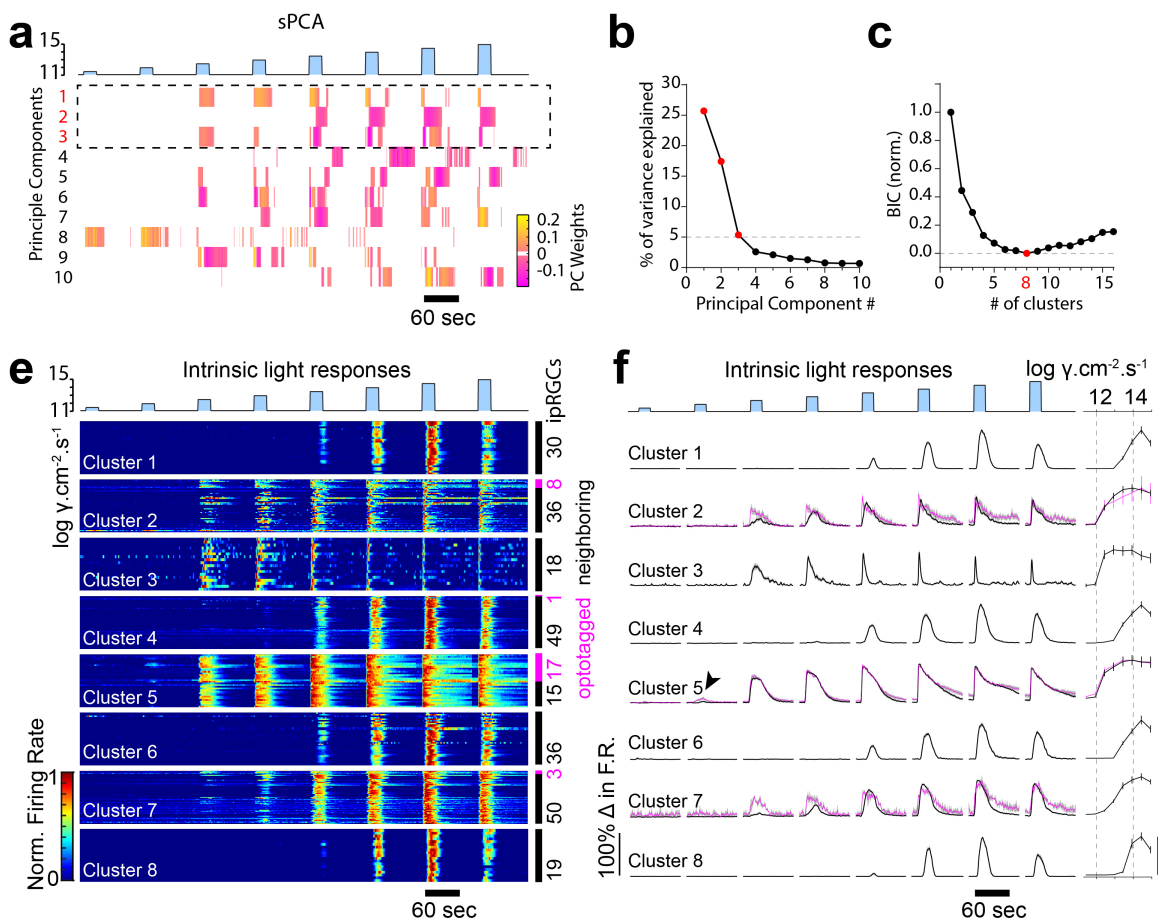 a
sPCA
15
11
Principle Components
1
2
3
4
5
6
7
8
9
10
0.2
0.1
0
-0.1
PC Weights
60 sec
b
% of variance explained
30
25
20
15
10
5
0
0 2 4 6 8 10
Principal Component #
c
BIC (norm.)
1.0
0.8
0.6
0.4
0.2
0.0
0 5 8 10 15
# of clusters
e
Intrinsic light responses
15
11
log γ.cm⁻².s⁻¹
ipRGCs
Cluster 1
30
Cluster 2
8
36
Cluster 3
18
Cluster 4
1
49
Cluster 5
17
15
Cluster 6
36
Cluster 7
3
50
Cluster 8
19
neighboring
optotagged
Norm. Firing Rate
1
0
60 sec
f
Intrinsic light responses
log γ.cm⁻².s⁻¹
12 14
Cluster 1
Cluster 2
Cluster 3
Cluster 4
Cluster 5
Cluster 6
Cluster 7
Cluster 8
100% Δ in F.R.
60 sec